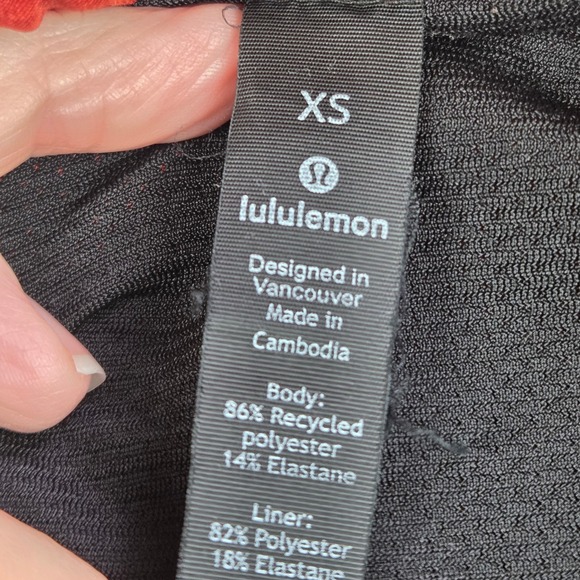 XS
lululemon
Designed in
Vancouver
Made in
Cambodia
Body:
86% Recycled
polyester
14% Elastane
Liner:
82% Polyester
18% Elastane